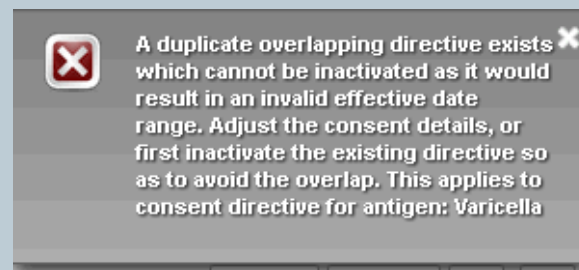 A duplicate overlapping directive exists
which cannot be inactivated as it would
result in an invalid effective date
range. Adjust the consent details, or
first inactivate the existing directive so
as to avoid the overlap. This applies to
consent directive for antigen: Varicella